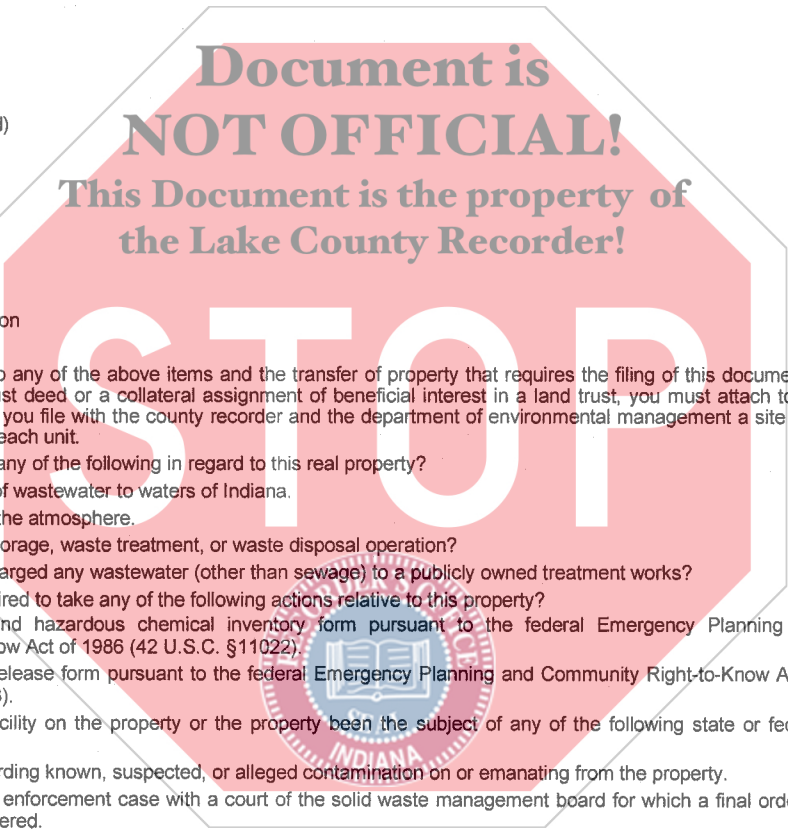 Document is
NOT OFFICIAL!
l)
This Document is the property of
the Lake County Recorder!
on
STOP
o any of the above items and the transfer of property that requires the filing of this docume
ust deed or a collateral assignment of beneficial interest in a land trust, you must attach to
you file with the county recorder and the department of environmental management a site
each unit.
any of the following in regard to this real property?
of wastewater to waters of Indiana.
the atmosphere.
orage, waste treatment, or waste disposal operation?
arged any wastewater (other than sewage) to a publicly owned treatment works?
ired to take any of the following actions relative to this property?
nd hazardous chemical inventory form pursuant to the federal Emergency Planning
ow Act of 1986 (42 U.S.C. §11022).
elease form pursuant to the federal Emergency Planning and Community Right-to-Know A
).
cility on the property or the property been the subject of any of the following state or fed
rding known, suspected, or alleged contamination on or emanating from the property.
enforcement case with a court of the solid waste management board for which a final orde
ered.
RECORDER'S OFFICE
SEAL
INDIANA